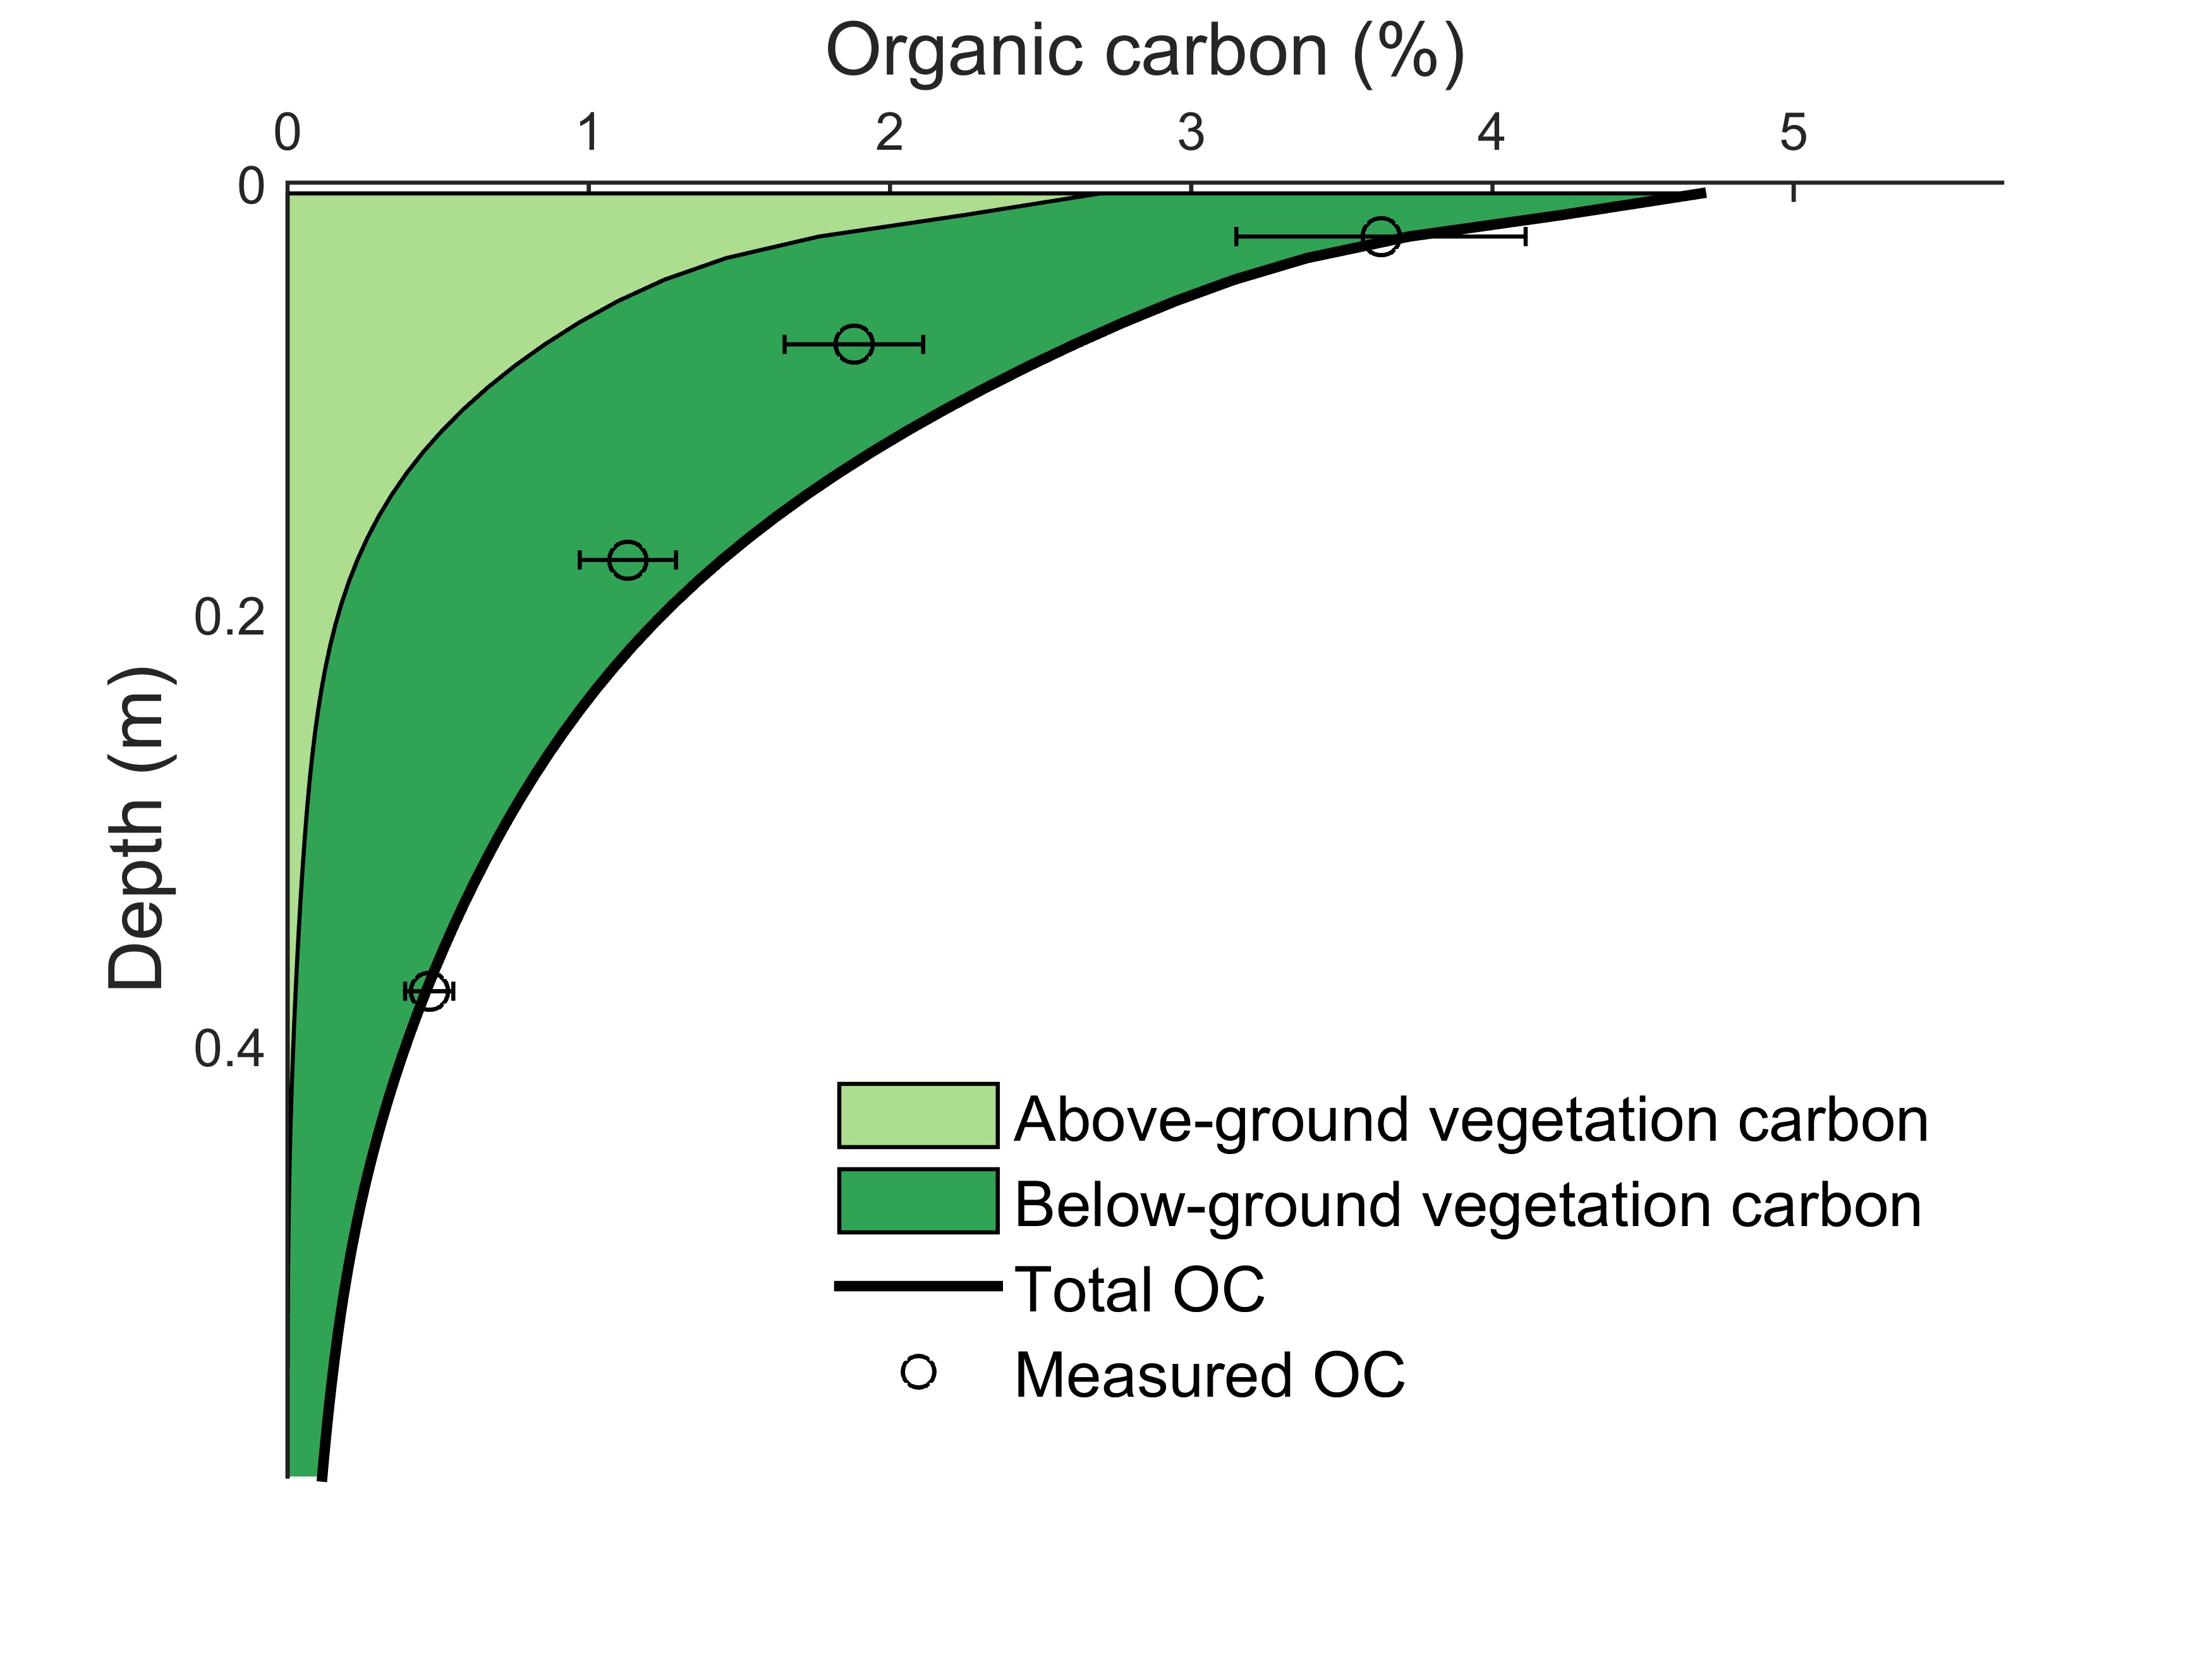 Organic carbon (%)
0 1 2 3 4 5
0
0.2
0.4
Depth (m)
Above-ground vegetation carbon
Below-ground vegetation carbon
Total OC
Measured OC